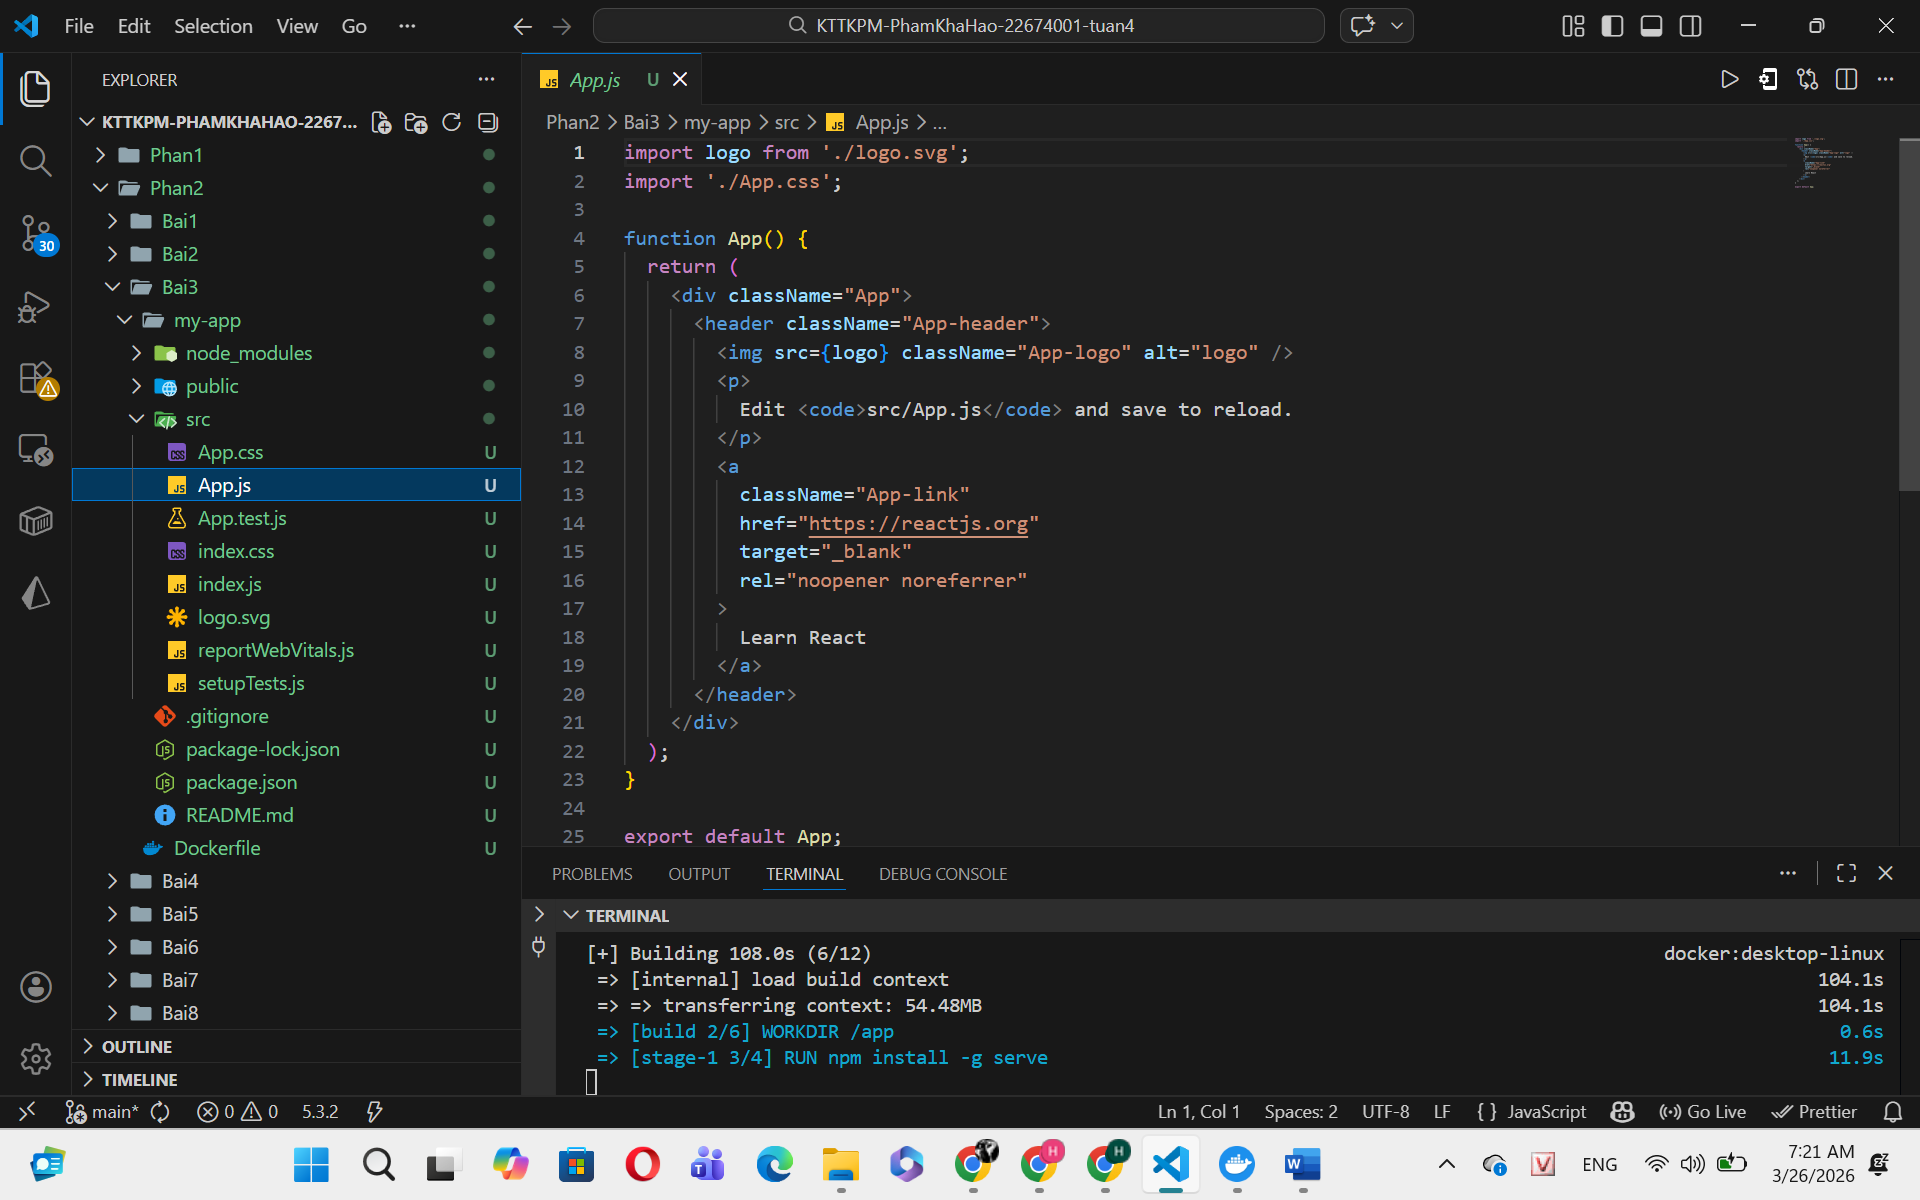 File Edit Selection View Go
KTTKPM-PhamKhaHao-22674001-tuan4
EXPLORER
KTTKPM-PHAMKHAHAO-2267...
Phan1
Phan2
Bai1
Bai2
Bai3
my-app
node_modules
public
src
App.css U
App.js U
App.test.js U
index.css U
index.js U
logo.svg U
reportWebVitals.js U
setupTests.js U
.gitignore U
package-lock.json U
package.json U
README.md U
Dockerfile U
Bai4
Bai5
Bai6
Bai7
Bai8
OUTLINE
TIMELINE
30
App.js U
Phan2 > Bai3 > my-app > src > App.js > ...
1 import logo from './logo.svg';
2 import './App.css';
3
4 function App() {
5 return (
6 <div className="App">
7 <header className="App-header">
8 <img src={logo} className="App-logo" alt="logo" />
9 <p>
10 Edit <code>src/App.js</code> and save to reload.
11 </p>
12 <a
13 className="App-link"
14 href="https://reactjs.org"
15 target="_blank"
16 rel="noopener noreferrer"
17 >
18 Learn React
19 </a>
20 </header>
21 </div>
22 );
23 }
24
25 export default App;
PROBLEMS OUTPUT TERMINAL DEBUG CONSOLE
TERMINAL
[+] Building 108.0s (6/12) docker:desktop-linux
=> [internal] load build context 104.1s
=> => transferring context: 54.48MB 104.1s
=> [build 2/6] WORKDIR /app 0.6s
=> [stage-1 3/4] RUN npm install -g serve 11.9s
main* 0 0 5.3.2 Ln 1, Col 1 Spaces: 2 UTF-8 LF { } JavaScript Go Live Prettier
ENG
7:21 AM
3/26/2026